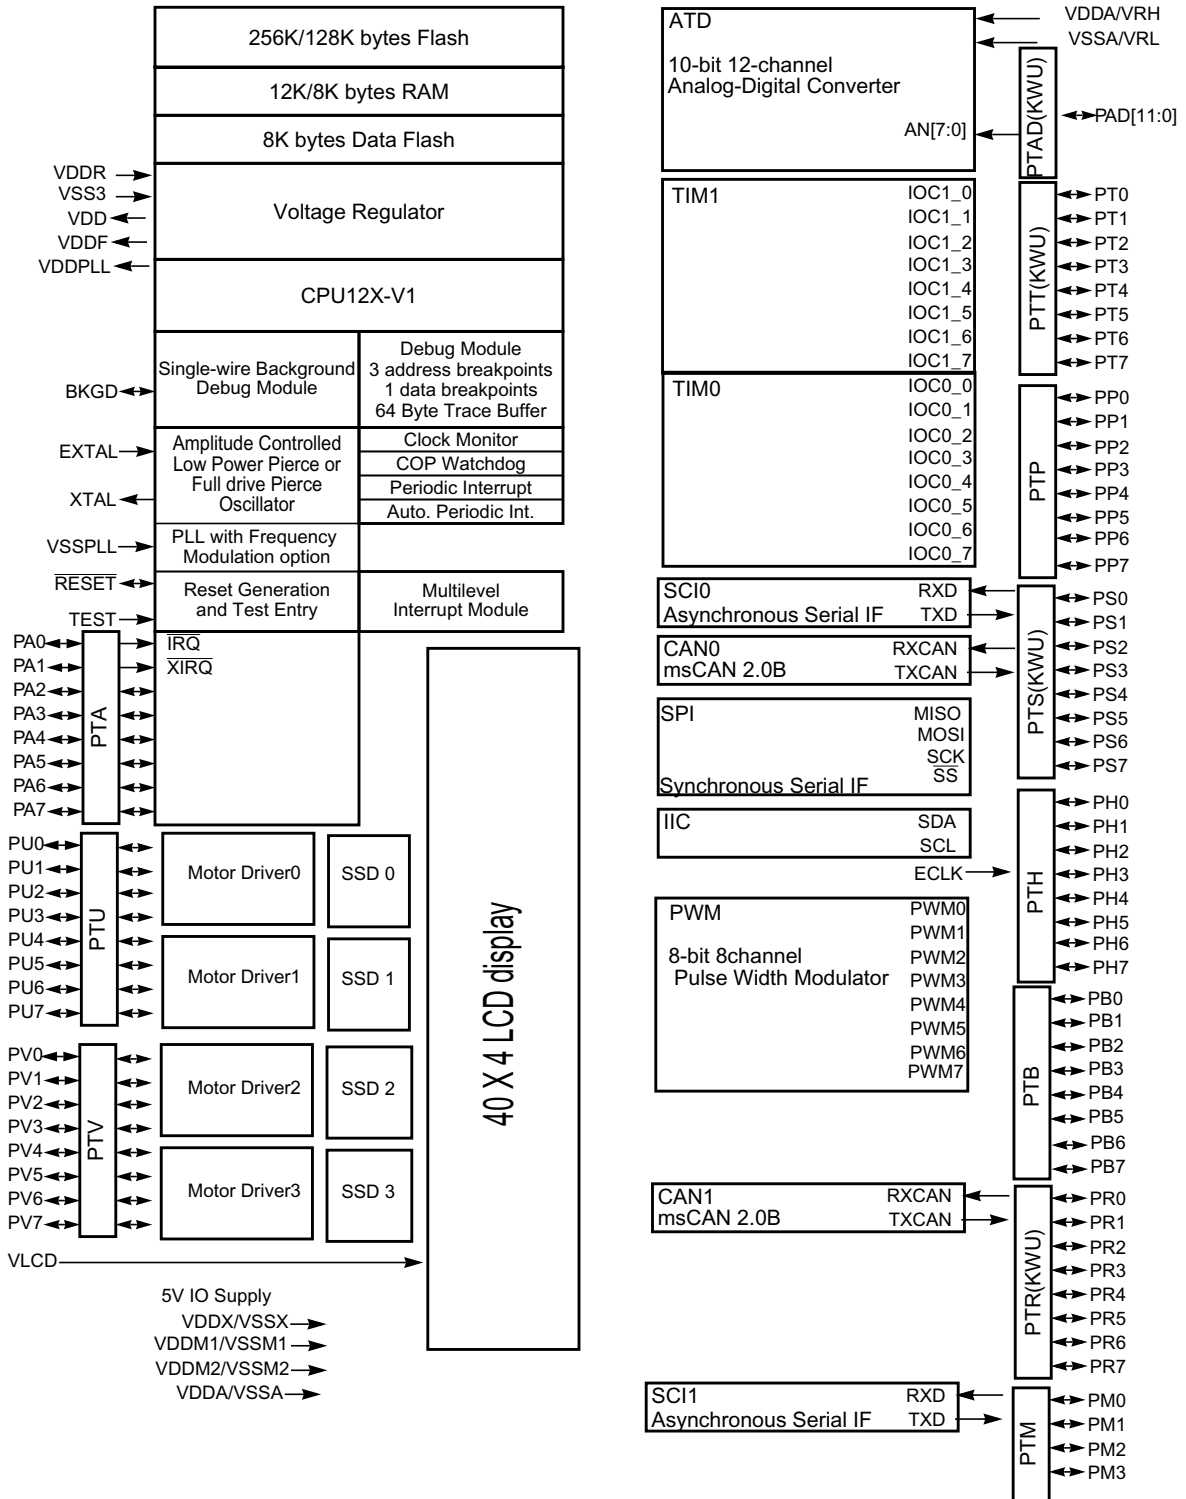 256K/128K bytes Flash
12K/8K bytes RAM
8K bytes Data Flash
VDDR
VSS3
VDD
VDDF
VDDPLL
Voltage Regulator
CPU12X-V1
BKGD
Single-wire Background
Debug Module
Debug Module
3 address breakpoints
1 data breakpoints
64 Byte Trace Buffer
EXTAL
XTAL
Amplitude Controlled
Low Power Pierce or
Full drive Pierce
Oscillator
Clock Monitor
COP Watchdog
Periodic Interrupt
Auto. Periodic Int.
VSSPLL
PLL with Frequency
Modulation option
RESET
TEST
Reset Generation
and Test Entry
Multilevel
Interrupt Module
PA0
PA1
PA2
PA3
PA4
PA5
PA6
PA7
PTA
IRQ
XIRQ
PU0
PU1
PU2
PU3
PU4
PU5
PU6
PU7
PTU
Motor Driver0
SSD 0
Motor Driver1
SSD 1
PV0
PV1
PV2
PV3
PV4
PV5
PV6
PV7
PTV
Motor Driver2
SSD 2
Motor Driver3
SSD 3
VLCD
40 X 4 LCD display
5V IO Supply
VDDX/VSSX
VDDM1/VSSM1
VDDM2/VSSM2
VDDA/VSSA
ATD
10-bit 12-channel
Analog-Digital Converter
AN[7:0]
VDDA/VRH
VSSA/VRL
PTAD(KWU)
PAD[11:0]
TIM1
IOC1_0
IOC1_1
IOC1_2
IOC1_3
IOC1_4
IOC1_5
IOC1_6
IOC1_7
PTT(KWU)
PT0
PT1
PT2
PT3
PT4
PT5
PT6
PT7
TIM0
IOC0_0
IOC0_1
IOC0_2
IOC0_3
IOC0_4
IOC0_5
IOC0_6
IOC0_7
PTP
PP0
PP1
PP2
PP3
PP4
PP5
PP6
PP7
SCI0
Asynchronous Serial IF
RXD
TXD
CAN0
msCAN 2.0B
RXCAN
TXCAN
SPI
Synchronous Serial IF
MISO
MOSI
SCK
SS
PTS(KWU)
PS0
PS1
PS2
PS3
PS4
PS5
PS6
PS7
IIC
SDA
SCL
ECLK
PTH
PH0
PH1
PH2
PH3
PH4
PH5
PH6
PH7
PWM
8-bit 8channel
Pulse Width Modulator
PWM0
PWM1
PWM2
PWM3
PWM4
PWM5
PWM6
PWM7
PTB
PB0
PB1
PB2
PB3
PB4
PB5
PB6
PB7
CAN1
msCAN 2.0B
RXCAN
TXCAN
PTR(KWU)
PR0
PR1
PR2
PR3
PR4
PR5
PR6
PR7
SCI1
Asynchronous Serial IF
RXD
TXD
PTM
PM0
PM1
PM2
PM3